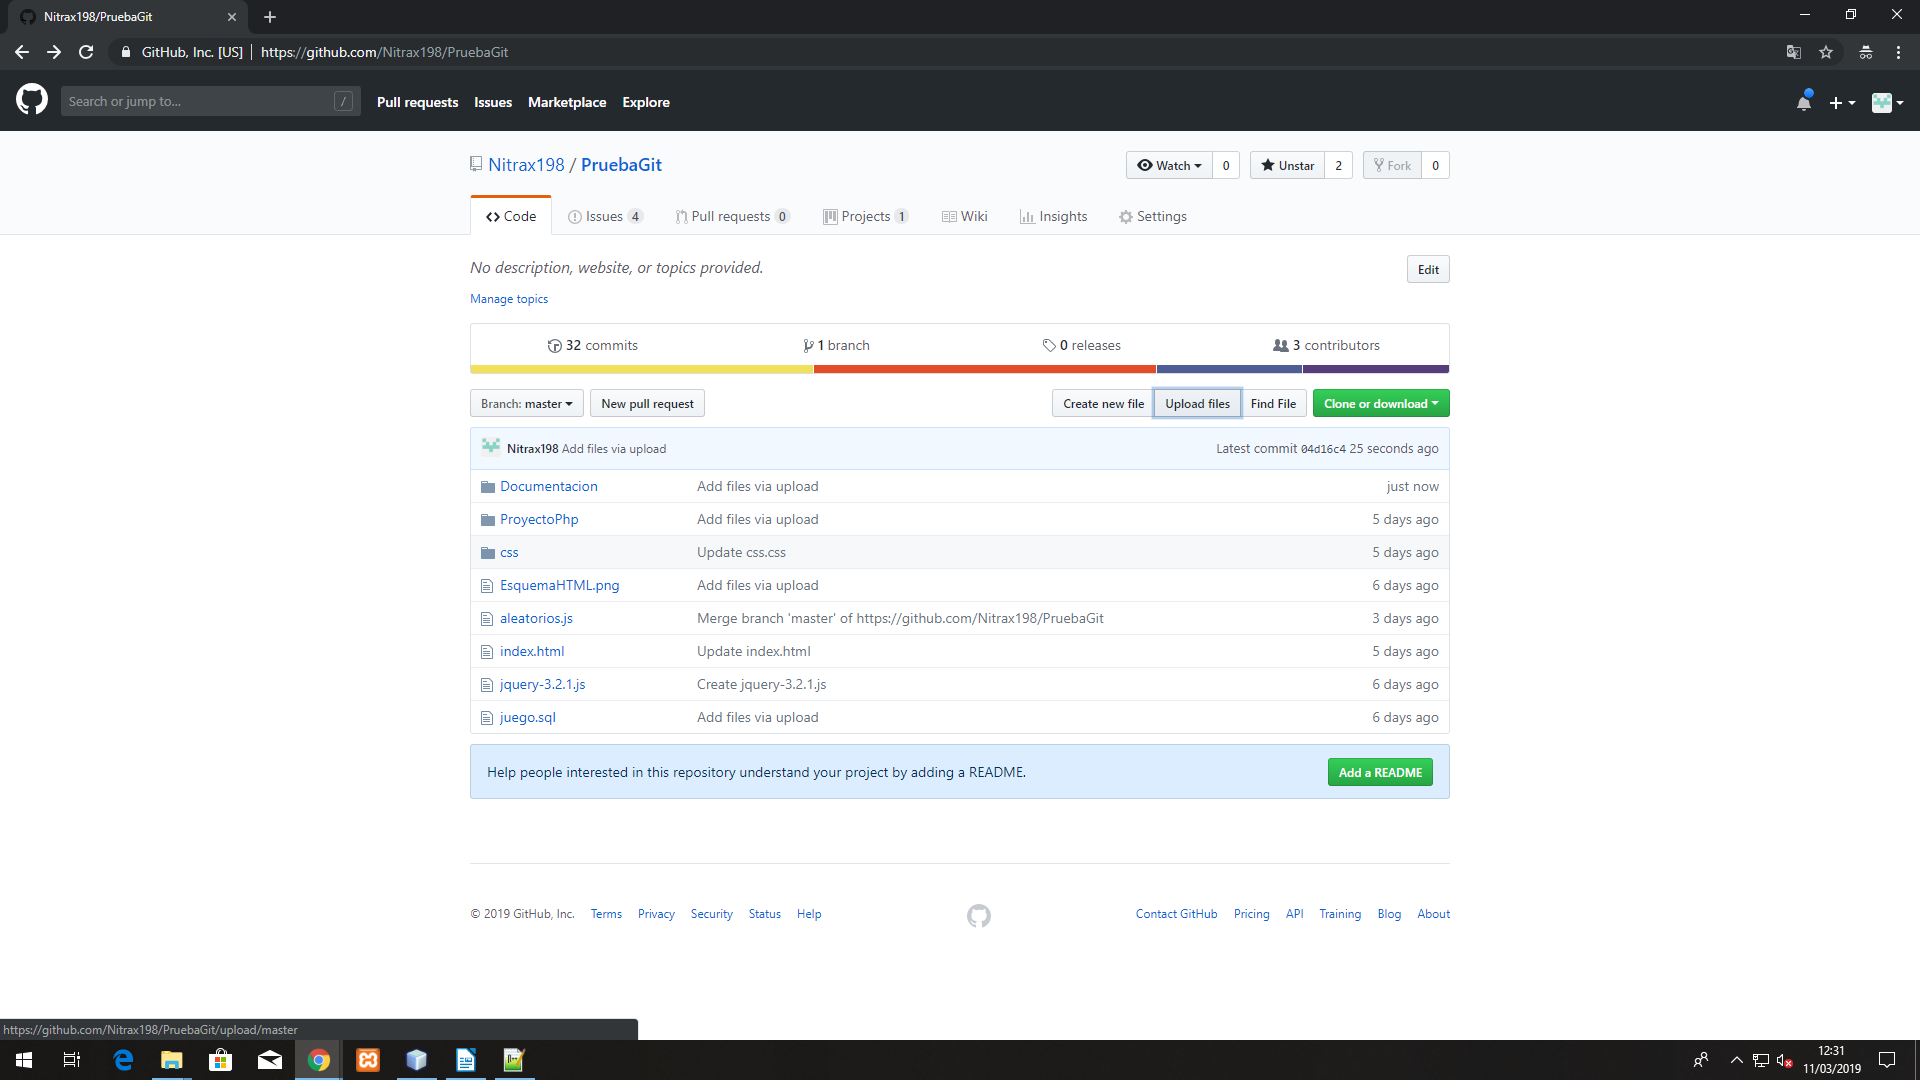 Nitrax198/PruebaGit
GitHub, Inc. [US] https://github.com/Nitrax198/PruebaGit
Search or jump to... / Pull requests Issues Marketplace Explore
Nitrax198 / PruebaGit Watch 0 Unstar 2 Fork 0
Code Issues 4 Pull requests 0 Projects 1 Wiki Insights Settings
No description, website, or topics provided. Edit
Manage topics
32 commits 1 branch 0 releases 3 contributors
Branch: master New pull request Create new file Upload files Find File Clone or download
Nitrax198 Add files via upload Latest commit 04d16c4 25 seconds ago
Documentacion Add files via upload just now
ProyectoPhp Add files via upload 5 days ago
css Update css.css 5 days ago
EsquemaHTML.png Add files via upload 6 days ago
aleatorios.js Merge branch 'master' of https://github.com/Nitrax198/PruebaGit 3 days ago
index.html Update index.html 5 days ago
jquery-3.2.1.js Create jquery-3.2.1.js 6 days ago
juego.sql Add files via upload 6 days ago
Help people interested in this repository understand your project by adding a README. Add a README
© 2019 GitHub, Inc. Terms Privacy Security Status Help Contact GitHub Pricing API Training Blog About
https://github.com/Nitrax198/PruebaGit/upload/master
12:31
11/03/2019